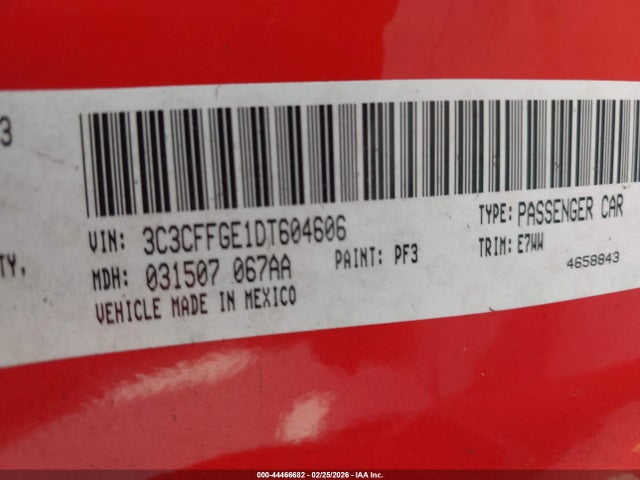 3
VIN: 3C3CFFGE1DT604606
TYPE: PASSENGER CAR
TY,
MDH: 031507 067AA
PAINT: PF3
TRIM: E7WW
4658843
VEHICLE MADE IN MEXICO
000-44466682 - 02/25/2026 - IAA Inc.